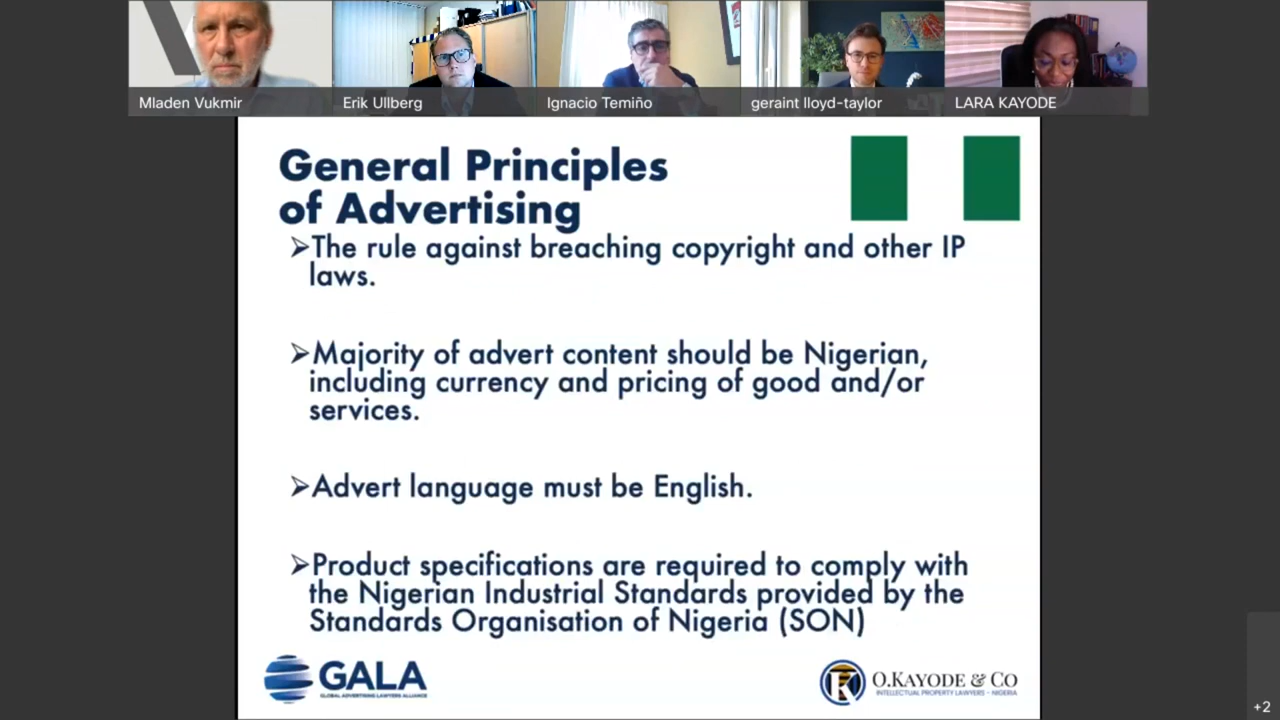 Mladen Vukmir
Erik Ullberg
Ignacio Temiño
geraint lloyd-taylor
LARA KAYODE
General Principles
of Advertising
➢The rule against breaching copyright and other IP
laws.
➢Majority of advert content should be Nigerian,
including currency and pricing of good and/or
services.
➢Advert language must be English.
➢Product specifications are required to comply with
the Nigerian Industrial Standards provided by the
Standards Organisation of Nigeria (SON)
GALA
GLOBAL ADVERTISING LAWYERS ALLIANCE
O.KAYODE & CO
INTELLECTUAL PROPERTY LAWYERS - NIGERIA
+2